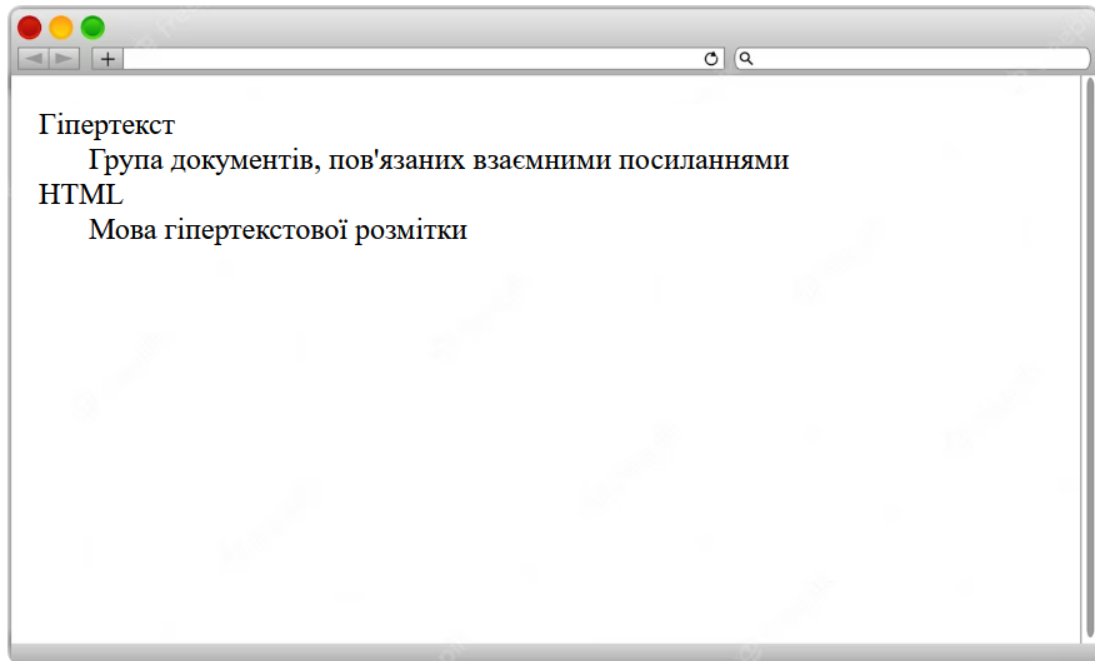 Гіпертекст
Група документів, пов'язаних взаємними посиланнями
HTML
Мова гіпертекстової розмітки